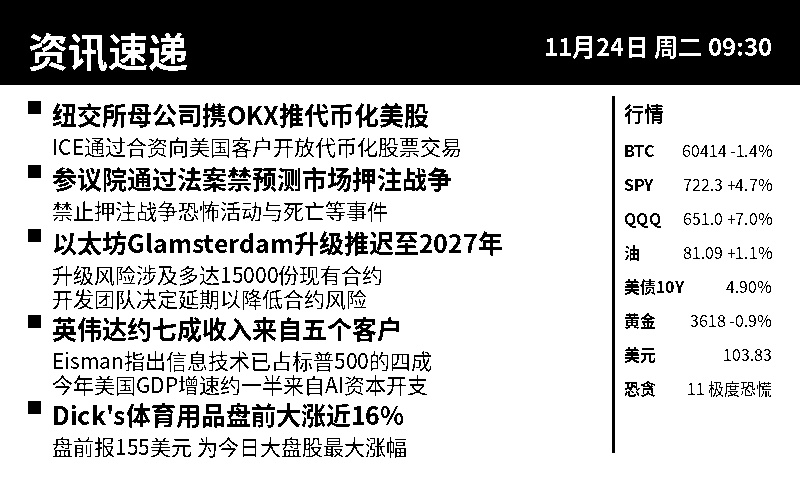 资讯速递
11月24日 周二 09:30
纽交所母公司携OKX推代币化美股
ICE通过合资向美国客户开放代币化股票交易
参议院通过法案禁预测市场押注战争
禁止押注战争恐怖活动与死亡等事件
以太坊Glamsterdam升级推迟至2027年
升级风险涉及多达15000份现有合约
开发团队决定延期以降低合约风险
英伟达约七成收入来自五个客户
Eisman指出信息技术已占标普500的四成
今年美国GDP增速约一半来自AI资本开支
Dick's体育用品盘前大涨近16%
盘前报155美元 为今日大盘股最大涨幅
行情
BTC 60414 -1.4%
SPY 722.3 +4.7%
QQQ 651.0 +7.0%
油 81.09 +1.1%
美债10Y 4.90%
黄金 3618 -0.9%
美元 103.83
恐贪 11 极度恐慌